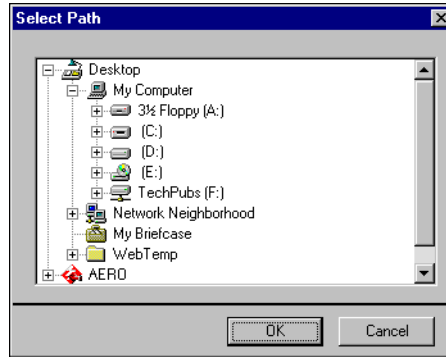 Select Path
Desktop
My Computer
3½ Floppy (A:)
(C:)
(D:)
(E:)
TechPubs (F:)
Network Neighborhood
My Briefcase
WebTemp
AERO
OK
Cancel